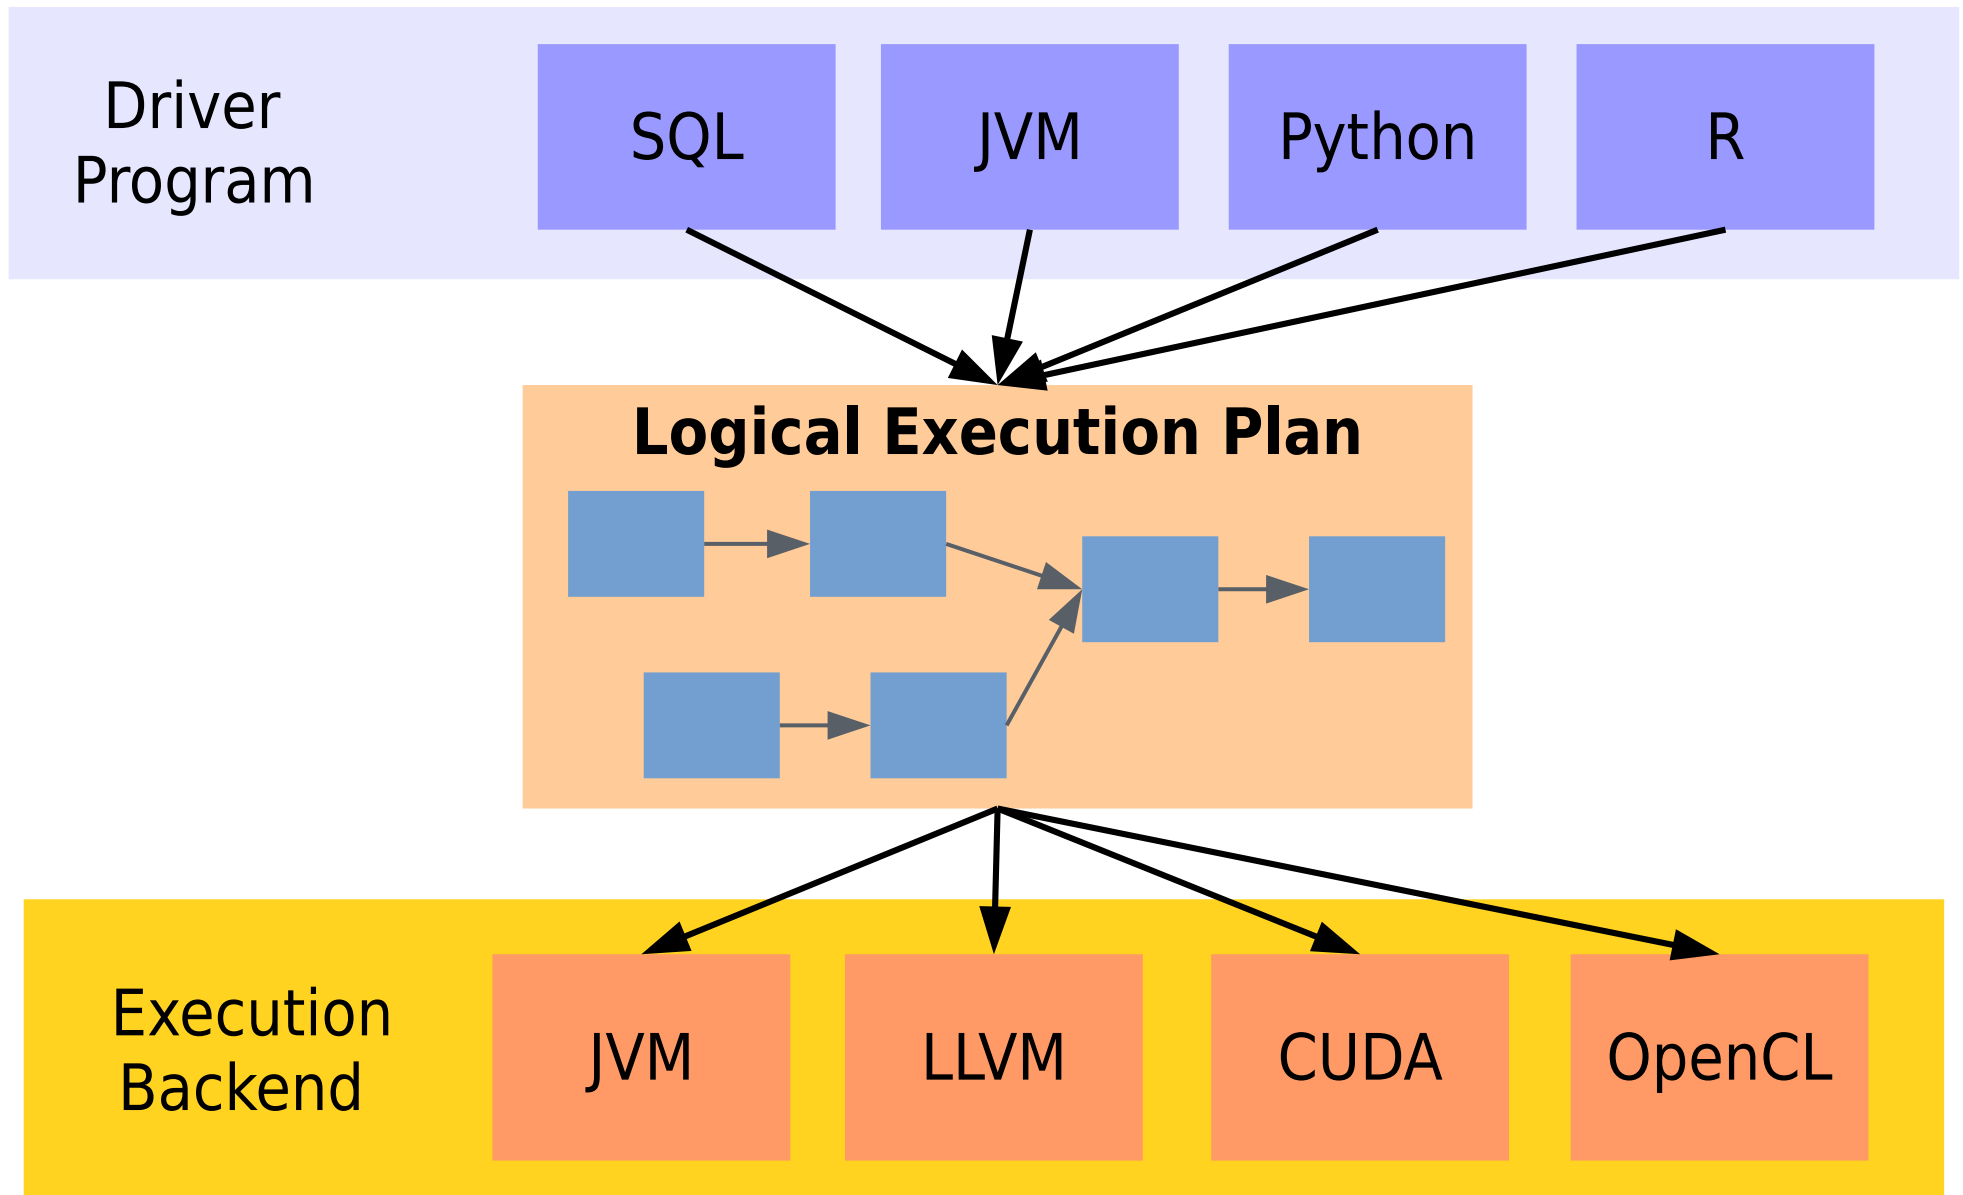 Driver
Program
SQL
JVM
Python
R
Logical Execution Plan
Execution
Backend
JVM
LLVM
CUDA
OpenCL